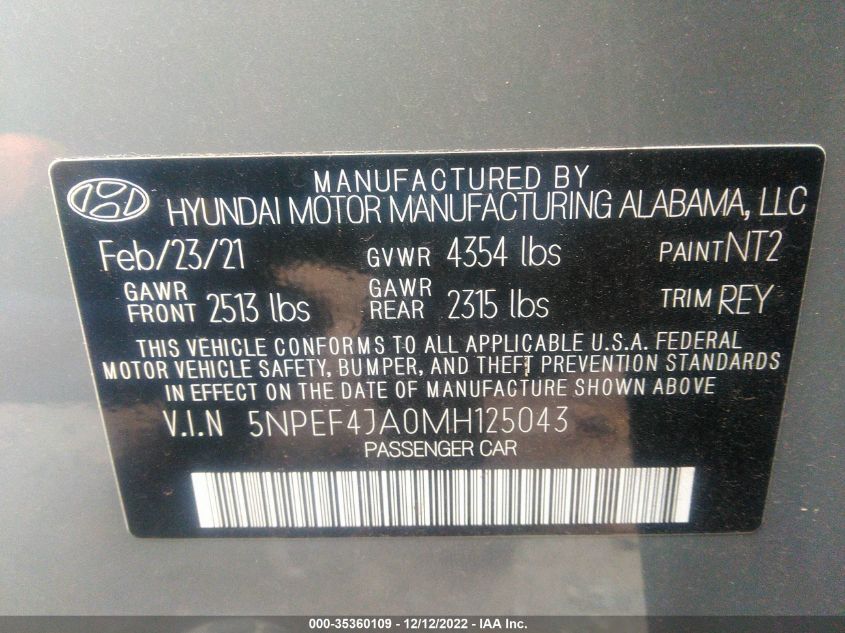 MANUFACTURED BY
HYUNDAI MOTOR MANUFACTURING ALABAMA, LLC
Feb/23/21 GVWR 4354 lbs PAINT NT2
GAWR FRONT 2513 lbs GAWR REAR 2315 lbs TRIM REY
THIS VEHICLE CONFORMS TO ALL APPLICABLE U.S.A. FEDERAL
MOTOR VEHICLE SAFETY, BUMPER, AND THEFT PREVENTION STANDARDS
IN EFFECT ON THE DATE OF MANUFACTURE SHOWN ABOVE
V.I.N 5NPEF4JA0MH125043
PASSENGER CAR
000-35360109 - 12/12/2022 - IAA Inc.